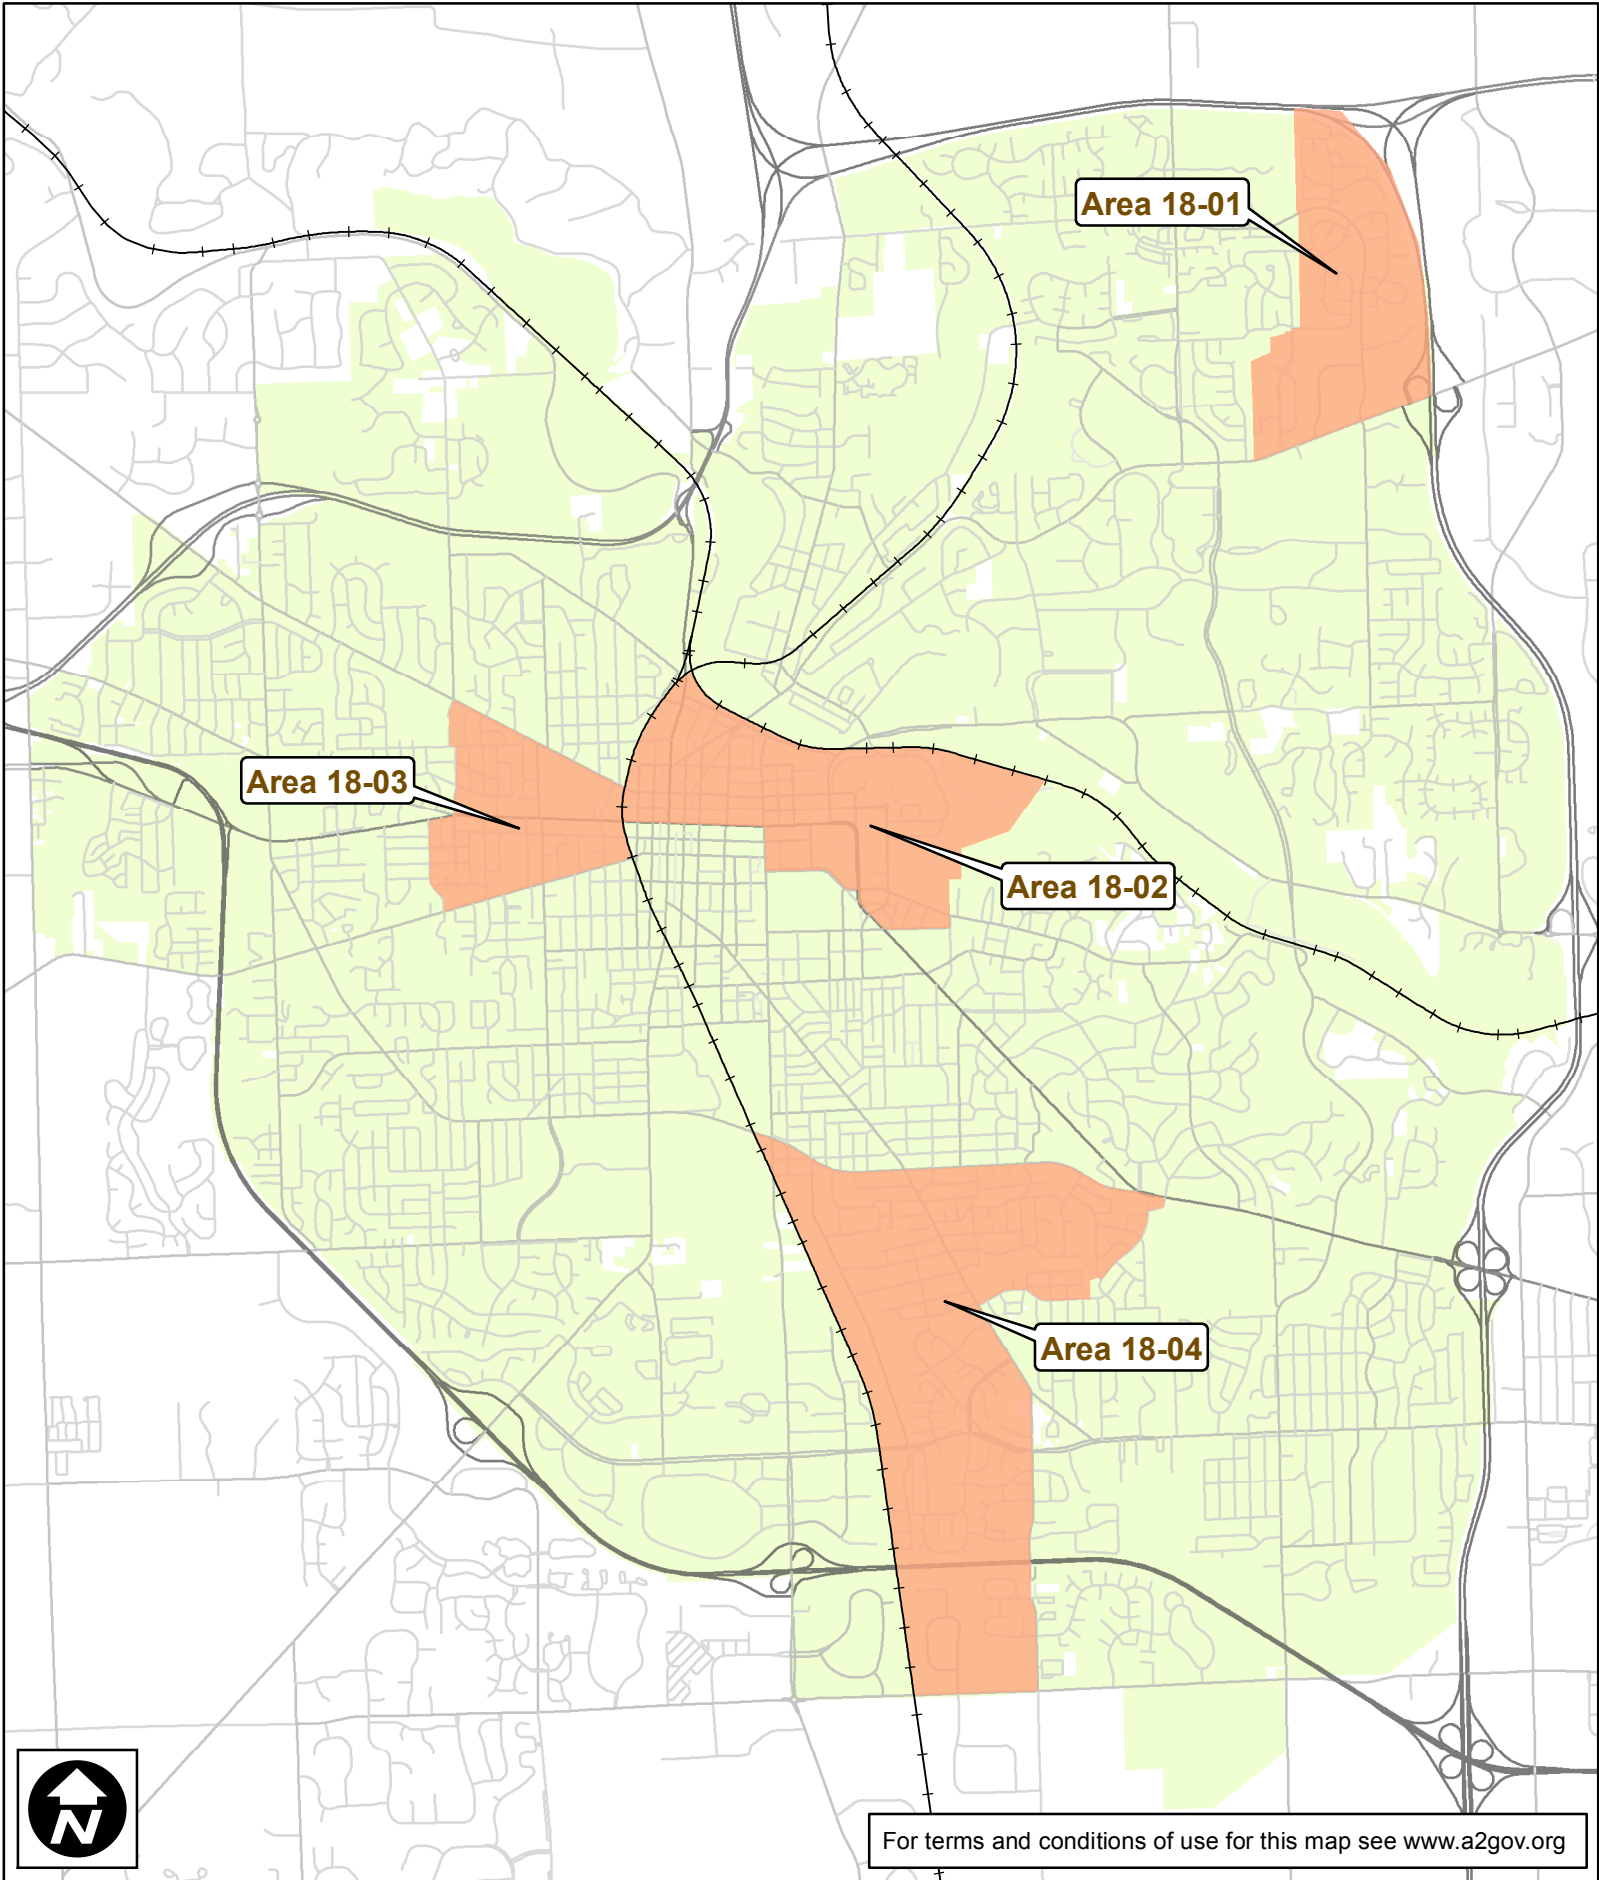 Area 18-01
Area 18-03
Area 18-02
Area 18-04
N
For terms and conditions of use for this map see www.a2gov.org